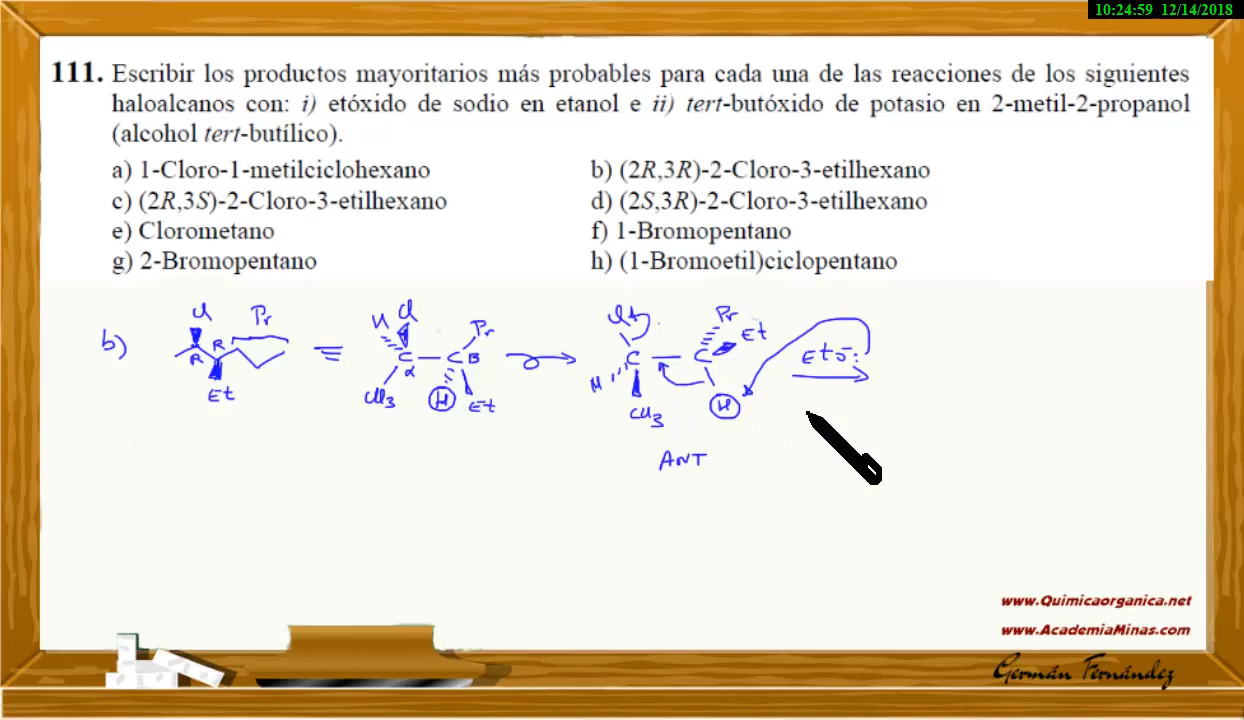 10:24:59 12/14/2018
111. Escribir los productos mayoritarios más probables para cada una de las reacciones de los siguientes
haloalcanos con: i) etóxido de sodio en etanol e ii) tert-butóxido de potasio en 2-metil-2-propanol
(alcohol tert-butílico).
a) 1-Cloro-1-metilciclohexano
b) (2R,3R)-2-Cloro-3-etilhexano
c) (2R,3S)-2-Cloro-3-etilhexano
d) (2S,3R)-2-Cloro-3-etilhexano
e) Clorometano
f) 1-Bromopentano
g) 2-Bromopentano
h) (1-Bromoetil)ciclopentano
b)
Cl Pr
R R
Et
H Cl
Pr
C C B
α
CH3 H Et
Pr
Et
C C
H
CH3 H
EtO⁻:
ANT
www.Quimicaorganica.net
www.AcademiaMinas.com
Germán Fernández